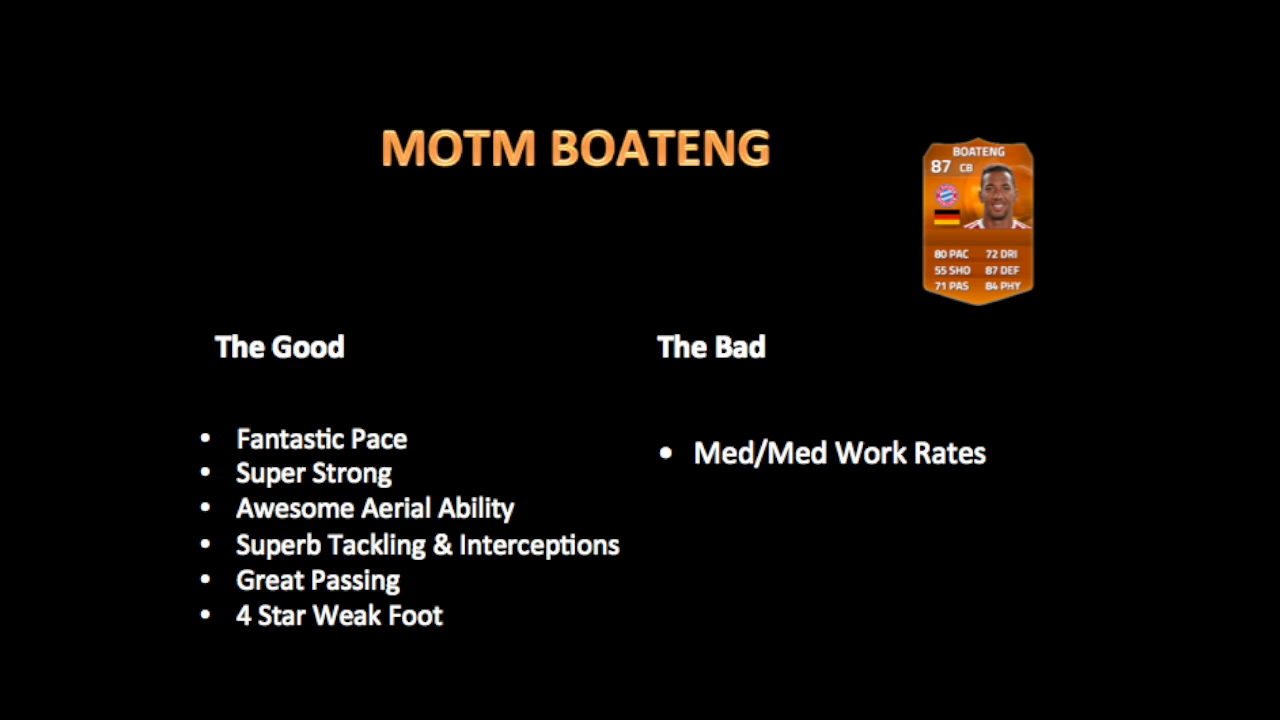 MOTM BOATENG
BOATENG
87 CB
80 PAC 72 DRI
55 SHO 87 DEF
71 PAS 84 PHY
The Good
• Fantastic Pace
• Super Strong
• Awesome Aerial Ability
• Superb Tackling & Interceptions
• Great Passing
• 4 Star Weak Foot
The Bad
• Med/Med Work Rates